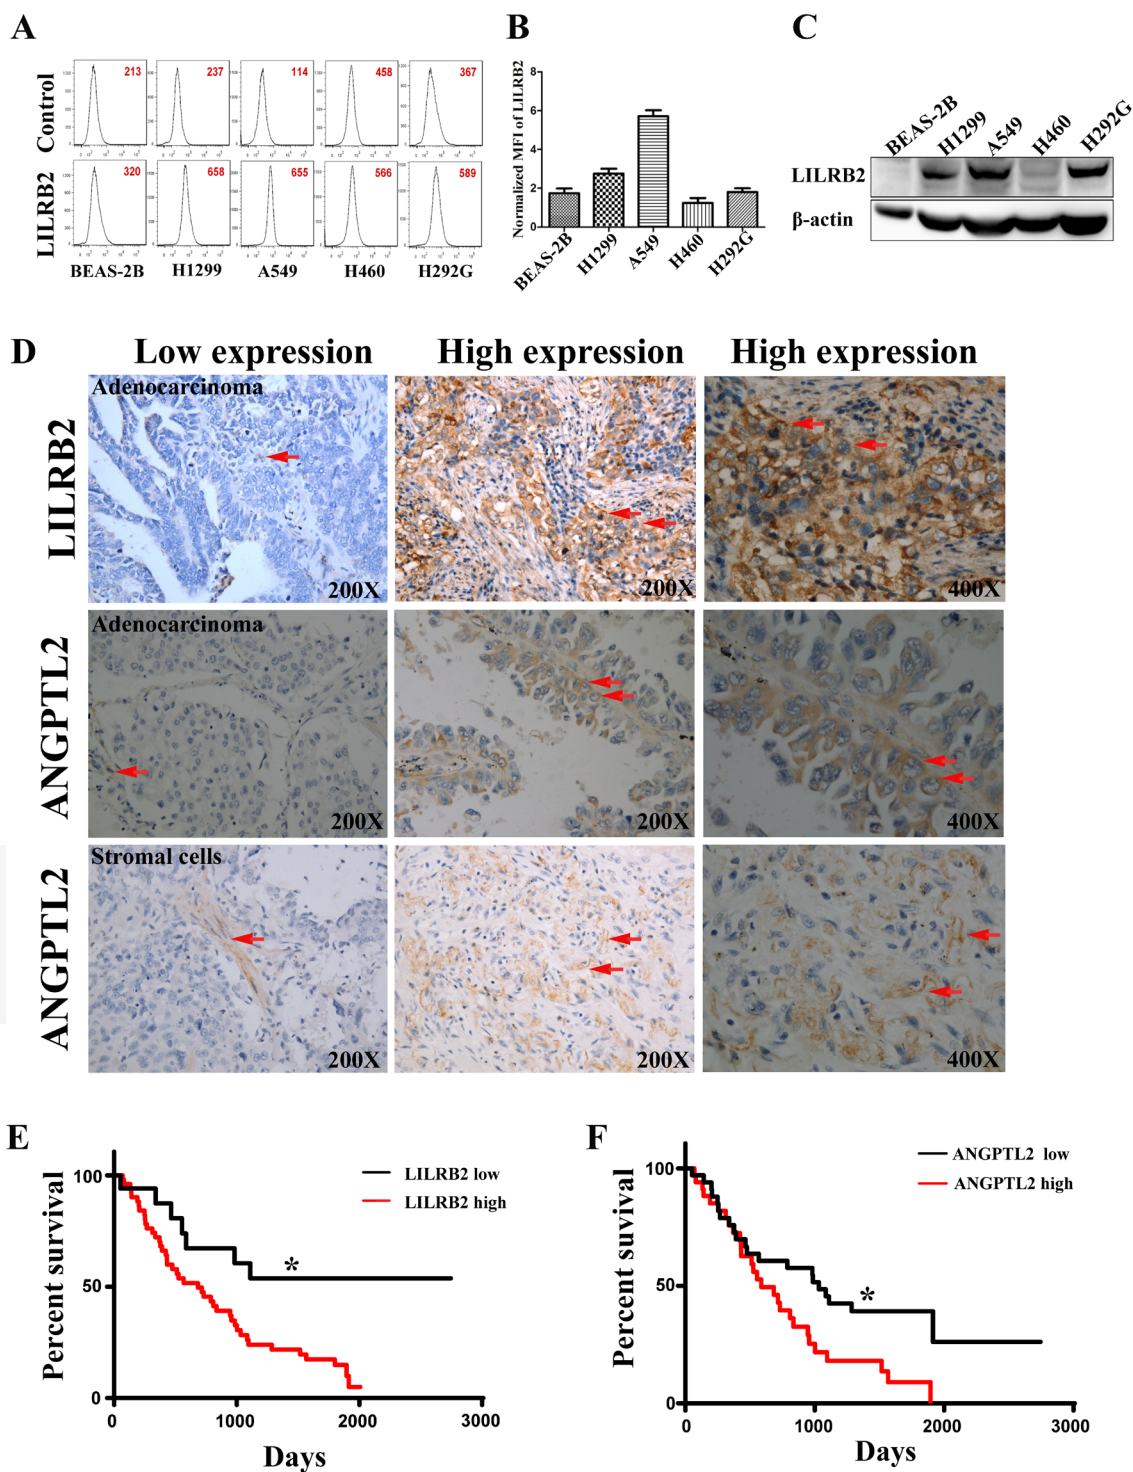 A
B
C
Control
213
237
114
458
367
LILRB2
320
658
655
566
589
BEAS-2B
H1299
A549
H460
H292G
Normalized MFI of LILRB2
8
6
4
2
0
BEAS-2B
H1299
A549
H460
H292G
BEAS-2B
H1299
A549
H460
H292G
LILRB2
β-actin
D
Low expression
High expression
High expression
LILRB2
Adenocarcinoma
200X
200X
400X
ANGPTL2
Adenocarcinoma
200X
200X
400X
ANGPTL2
Stromal cells
200X
200X
400X
E
Percent survival
100
50
0
LILRB2 low
LILRB2 high
*
0
1000
2000
3000
Days
F
Percent suvival
100
50
0
ANGPTL2 low
ANGPTL2 high
*
0
1000
2000
3000
Days